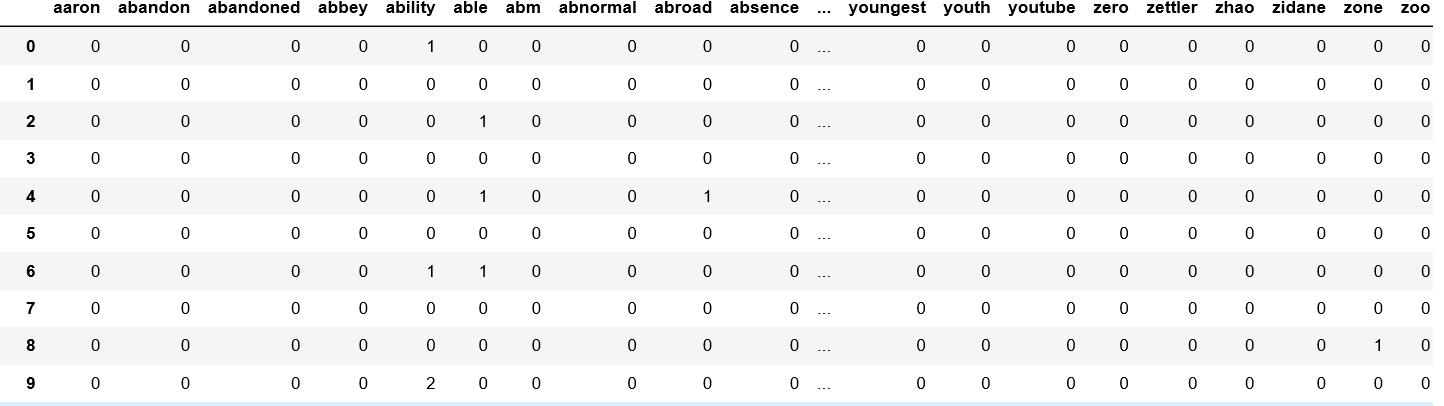 aaron abandon abandoned abbey ability able abm abnormal abroad absence ... youngest youth youtube zero zettler zhao zidane zone zoo
0 0 0 0 0 1 0 0 0 0 0 ... 0 0 0 0 0 0 0 0 0
1 0 0 0 0 0 0 0 0 0 0 ... 0 0 0 0 0 0 0 0 0
2 0 0 0 0 0 1 0 0 0 0 ... 0 0 0 0 0 0 0 0 0
3 0 0 0 0 0 0 0 0 0 0 ... 0 0 0 0 0 0 0 0 0
4 0 0 0 0 0 1 0 0 1 0 ... 0 0 0 0 0 0 0 0 0
5 0 0 0 0 0 0 0 0 0 0 ... 0 0 0 0 0 0 0 0 0
6 0 0 0 0 1 1 0 0 0 0 ... 0 0 0 0 0 0 0 0 0
7 0 0 0 0 0 0 0 0 0 0 ... 0 0 0 0 0 0 0 0 0
8 0 0 0 0 0 0 0 0 0 0 ... 0 0 0 0 0 0 0 1 0
9 0 0 0 0 2 0 0 0 0 0 ... 0 0 0 0 0 0 0 0 0